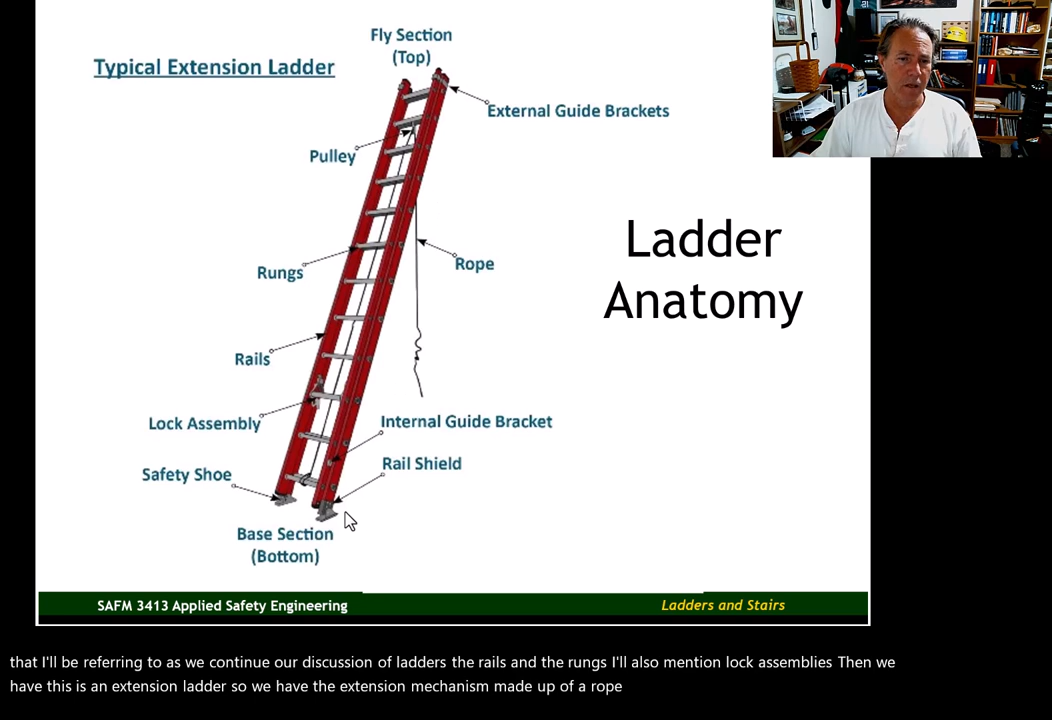 Fly Section
(Top)
Typical Extension Ladder
External Guide Brackets
Pulley
Ladder
Anatomy
Rope
Rungs
Rails
Lock Assembly
Internal Guide Bracket
Rail Shield
Safety Shoe
Base Section
(Bottom)
SAFM 3413 Applied Safety Engineering
Ladders and Stairs
that I'll be referring to as we continue our discussion of ladders the rails and the rungs I'll also mention lock assemblies Then we
have this is an extension ladder so we have the extension mechanism made up of a rope